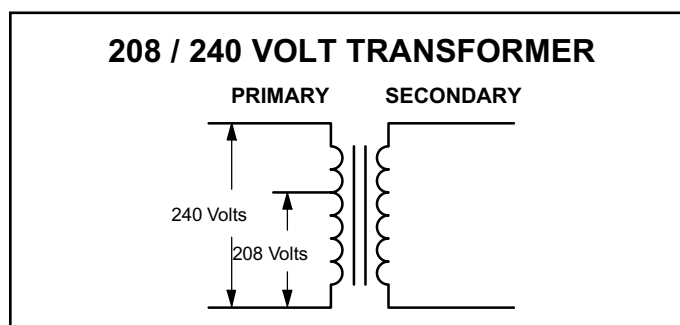 208 / 240 VOLT TRANSFORMER
PRIMARY SECONDARY
240 Volts
208 Volts